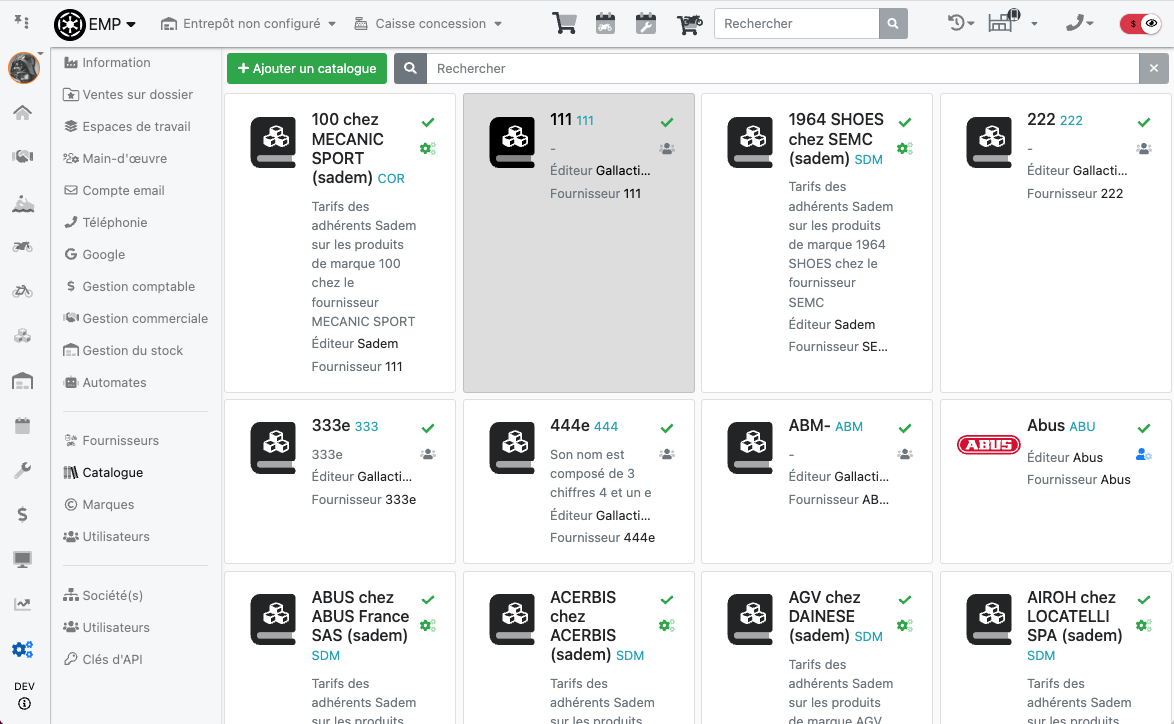 EMP
Entrepôt non configuré
Caisse concession
Rechercher
$
Information
Ventes sur dossier
Espaces de travail
Main-d'œuvre
Compte email
Téléphonie
Google
Gestion comptable
Gestion commerciale
Gestion du stock
Automates
Fournisseurs
Catalogue
Marques
Utilisateurs
Société(s)
Utilisateurs
Clés d'API
DEV
+ Ajouter un catalogue
Rechercher
100 chez
MECANIC
SPORT
(sadem) COR
Tarifs des
adhérents Sadem
sur les produits
de marque 100
chez le
fournisseur
MECANIC SPORT
Éditeur Sadem
Fournisseur 111
111 111
-
Éditeur Gallacti...
Fournisseur 111
1964 SHOES
chez SEMC
(sadem) SDM
Tarifs des
adhérents Sadem
sur les produits
de marque 1964
SHOES chez le
fournisseur
SEMC
Éditeur Sadem
Fournisseur SE...
222 222
-
Éditeur Gallacti...
Fournisseur 222
333e 333
333e
Éditeur Gallacti...
Fournisseur 333e
444e 444
Son nom est
composé de 3
chiffres 4 et un e
Éditeur Gallacti...
Fournisseur 444e
ABM- ABM
-
Éditeur Gallacti...
Fournisseur AB...
ABUS
Abus ABU
Éditeur Abus
Fournisseur Abus
ABUS chez
ABUS France
SAS (sadem)
SDM
Tarifs des
adhérents Sadem
sur les produits
ACERBIS
chez
ACERBIS
(sadem) SDM
Tarifs des
adhérents Sadem
sur les produits
AGV chez
DAINESE
(sadem) SDM
Tarifs des
adhérents Sadem
sur les produits
de marque AGV
AIROH chez
LOCATELLI
SPA (sadem)
SDM
Tarifs des
adhérents Sadem
sur les produits